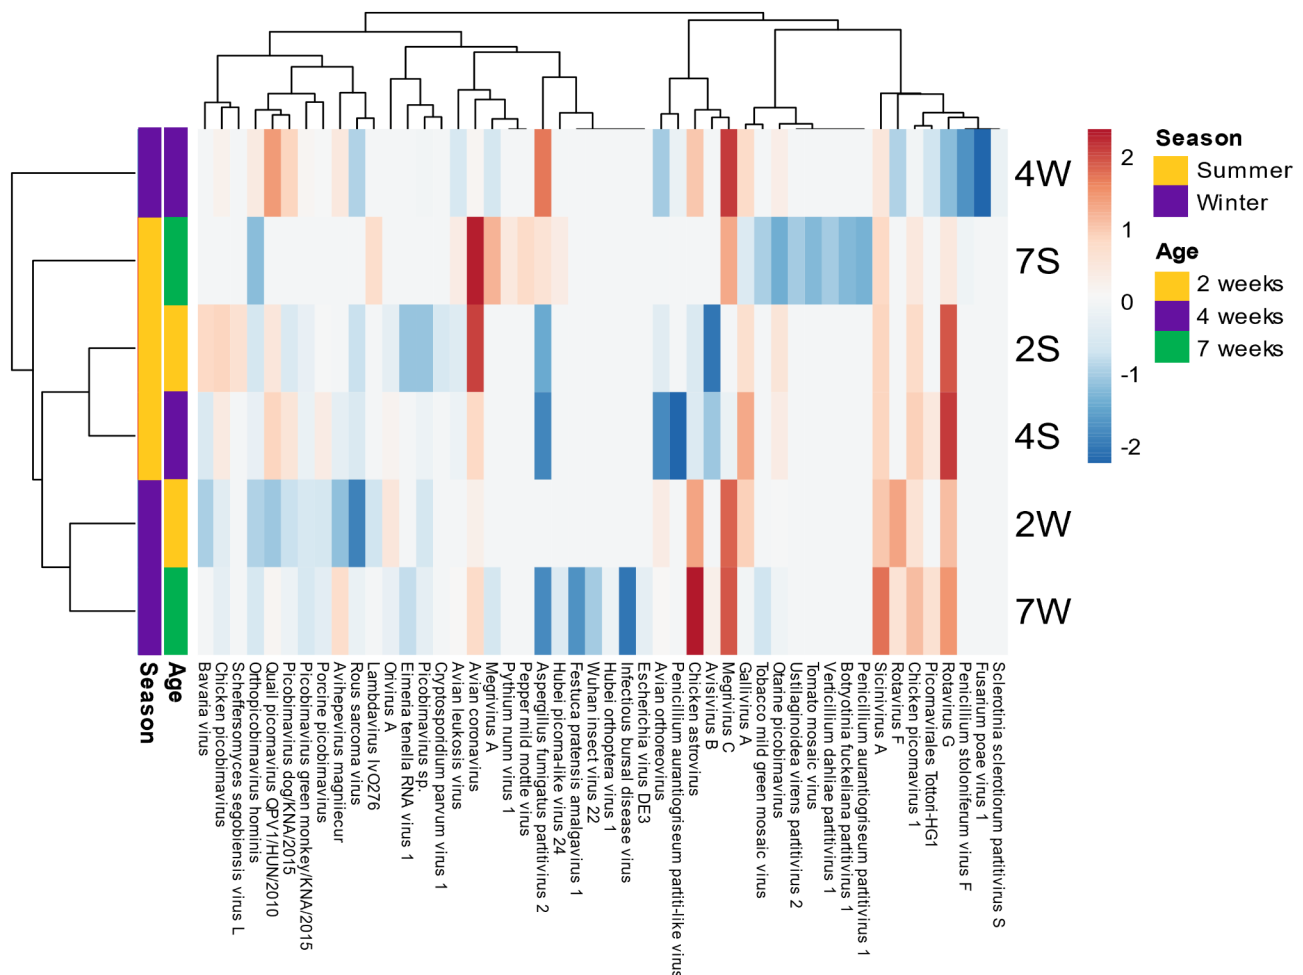 4W
7S
2S
4S
2W
7W
2
1
0
-1
-2
Season
Summer
Winter
Age
2 weeks
4 weeks
7 weeks
Season
Age
Bavaria virus
Chicken picobirnavirus
Scheffersomyces segobiensis virus L
Orthopicobirnavirus hominis
Quail picornavirus QPV1/HUN/2010
Picobirnavirus dog/KNA/2015
Picobirnavirus green monkey/KNA/2015
Porcine picobirnavirus
Avihepevirus magniiecur
Rous sarcoma virus
Lambdavirus lvO276
Orivirus A
Eimeria tenella RNA virus 1
Picobirnavirus sp.
Cryptosporidium parvum virus 1
Avian leukosis virus
Avian coronavirus
Megrivirus A
Pythium nunn virus 1
Pepper mild mottle virus
Aspergillus fumigatus partitivirus 2
Hubei picorna-like virus 24
Festuca pratensis amalgavirus 1
Wuhan insect virus 22
Hubei orthoptera virus 1
Infectious bursal disease virus
Escherichia virus DE3
Avian orthoreovirus
Penicillium aurantiogriseum partiti-like virus
Chicken astrovirus
Avisivirus B
Megrivirus C
Gallivirus A
Tobacco mild green mosaic virus
Otarine picobirnavirus
Ustilaginoidea virens partitivirus 2
Tomato mosaic virus
Verticillium dahliae partitivirus 1
Botryotinia fuckeliana partitivirus 1
Penicillium aurantiogriseum partitivirus 1
Sicinivirus A
Rotavirus F
Chicken picornavirus 1
Picornavirales Tottori-HG1
Rotavirus G
Penicillium stoloniferum virus F
Fusarium poae virus 1
Sclerotinia sclerotiorum partitivirus S